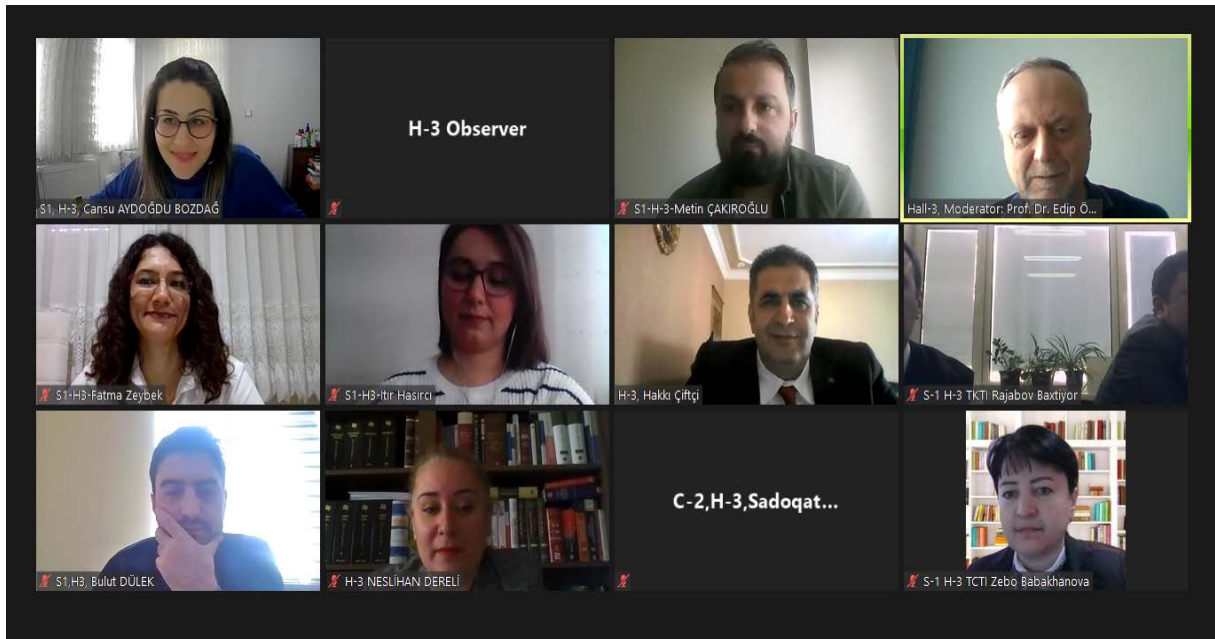 S1, H-3, Cansu AYDOĞDU BOZDAĞ
H-3 Observer
S1-H-3-Metin ÇAKIROĞLU
Hall-3, Moderator: Prof. Dr. Edip Ö...
S1-H3-Fatma Zeybek
S1-H3-Itır Hasırcı
H-3, Hakkı Çiftçi
S-1 H-3 TKTI Rajabov Baxtiyor
S1,H3, Bulut DÜLEK
H-3 NESLİHAN DERELİ
C-2,H-3,Sadoqat...
S-1 H-3 TCTI Zebo Babakhanova